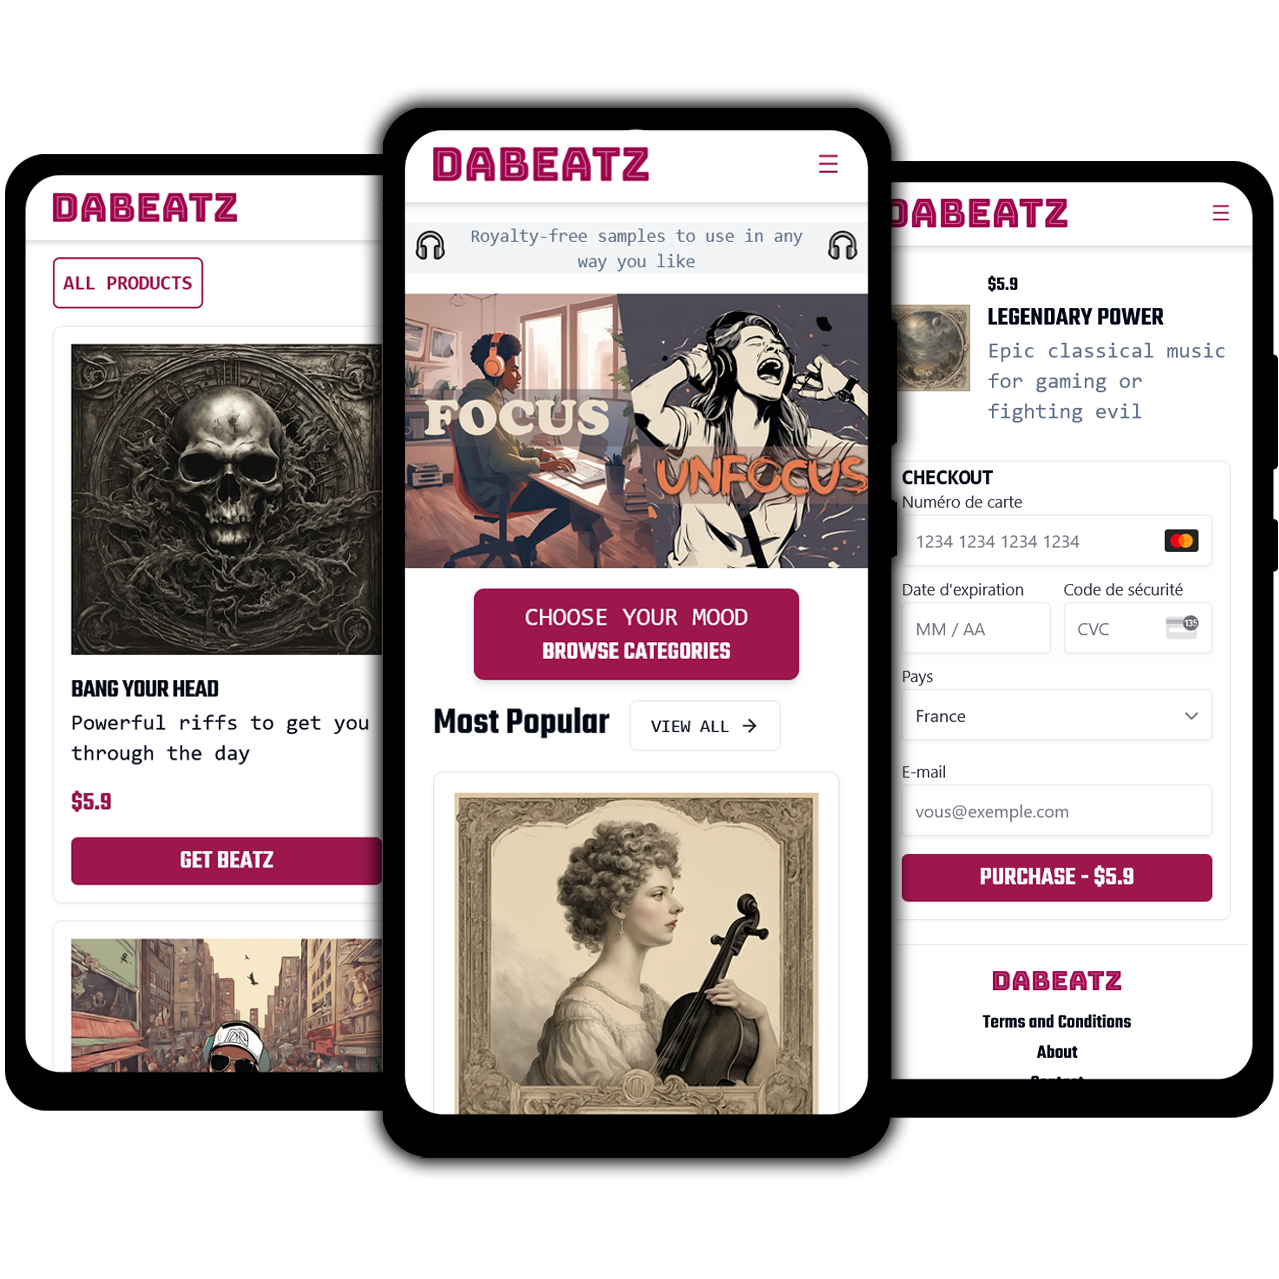 DABEATZ
ALL PRODUCTS
BANG YOUR HEAD
Powerful riffs to get you
through the day
$5.9
GET BEATZ
DABEATZ
Royalty-free samples to use in any
way you like
FOCUS
UNFOCUS
CHOOSE YOUR MOOD
BROWSE CATEGORIES
Most Popular
VIEW ALL →
DABEATZ
$5.9
LEGENDARY POWER
Epic classical music
for gaming or
fighting evil
CHECKOUT
Numéro de carte
1234 1234 1234 1234
Date d'expiration
Code de sécurité
MM / AA
CVC
135
Pays
France
E-mail
vous@exemple.com
PURCHASE - $5.9
DABEATZ
Terms and Conditions
About